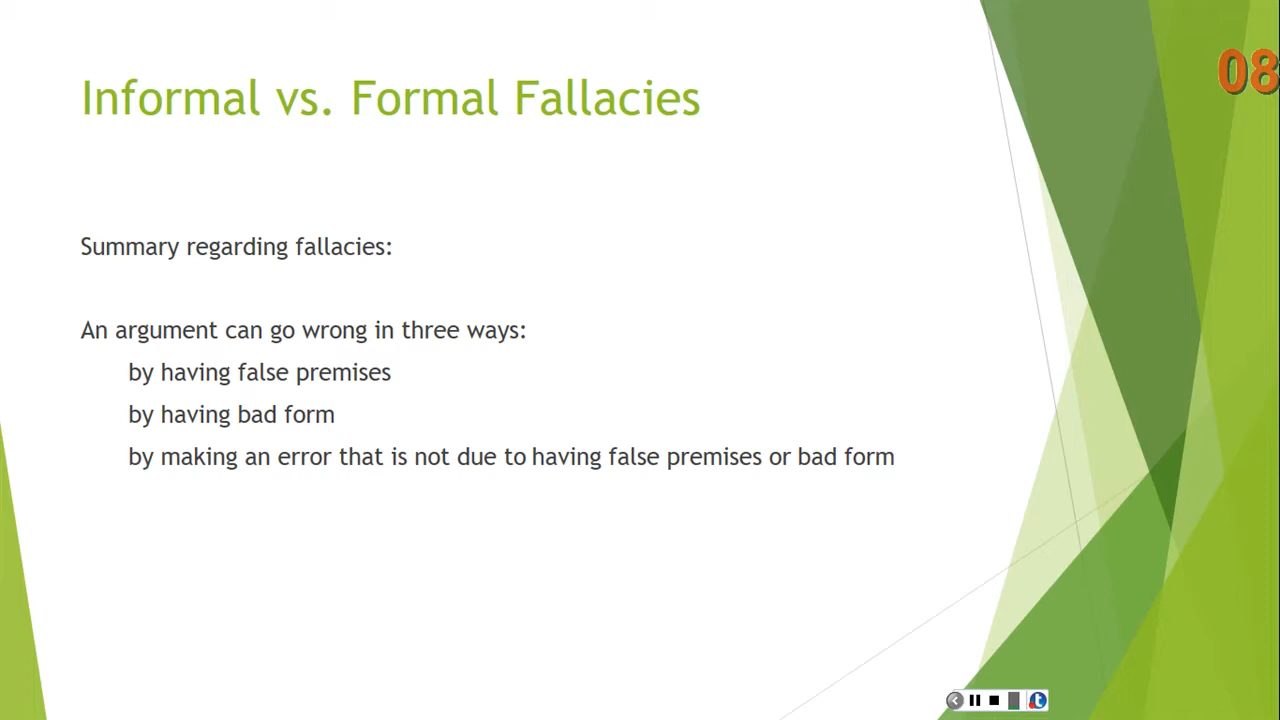 Informal vs. Formal Fallacies
08
Summary regarding fallacies:
An argument can go wrong in three ways:
by having false premises
by having bad form
by making an error that is not due to having false premises or bad form
t